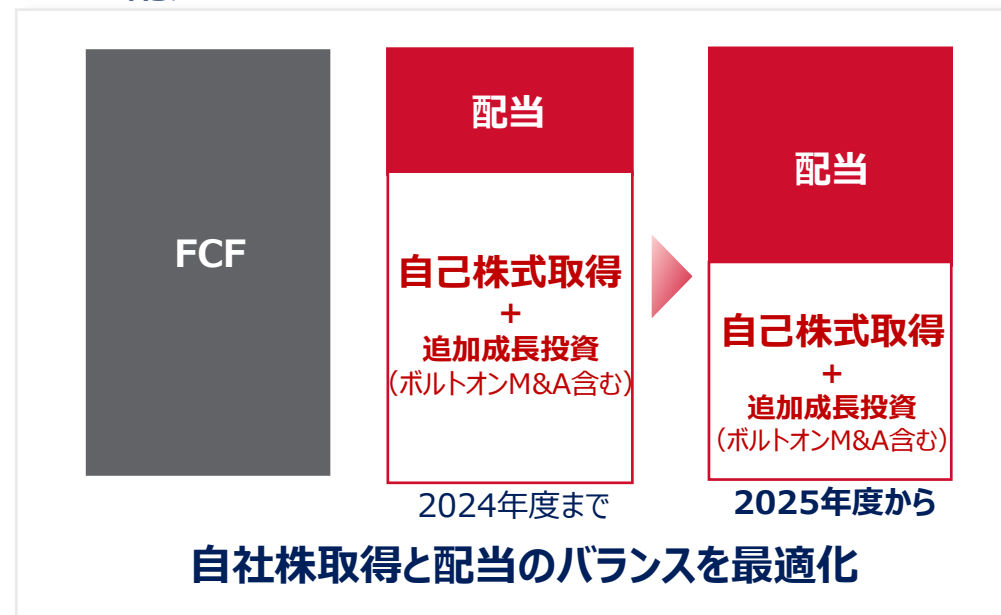 FCF
配当
自己株式取得
+
追加成長投資
(ボルトオンM&A含む)
2024年度まで
配当
自己株式取得
+
追加成長投資
(ボルトオンM&A含む)
2025年度から
自社株取得と配当のバランスを最適化